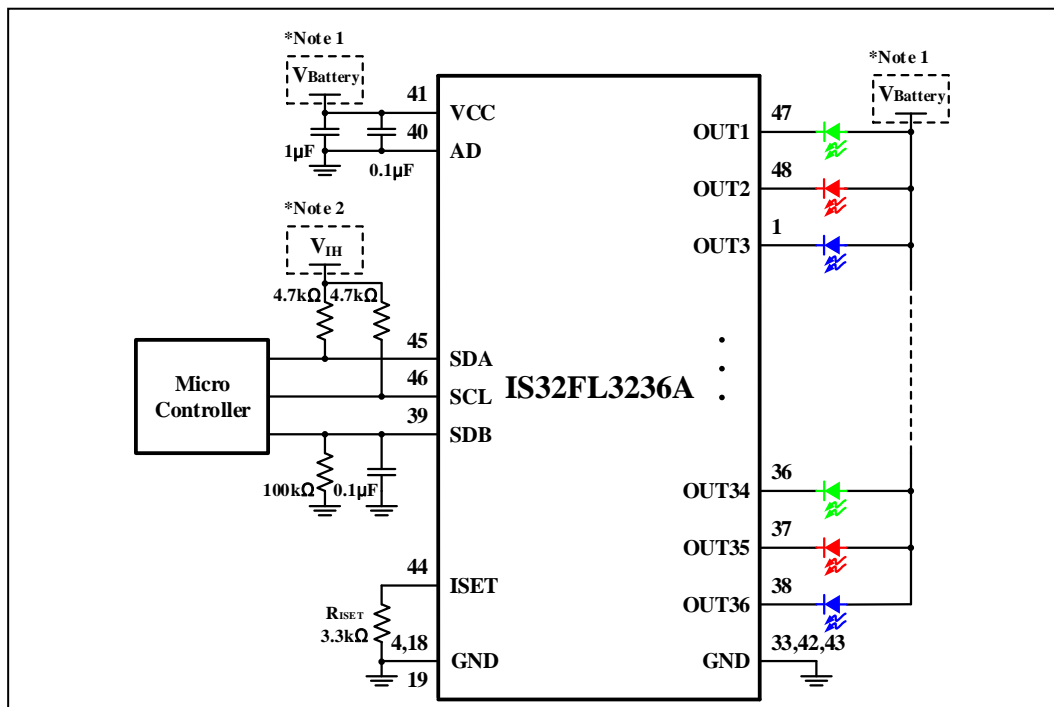 *Note 1
VBattery
41
VCC
1µF
40
AD
0.1µF
*Note 2
VIH
4.7kΩ
4.7kΩ
Micro
Controller
45
SDA
46
SCL
39
SDB
100kΩ
0.1µF
44
ISET
RISET
3.3kΩ
4,18
GND
19
IS32FL3236A
*Note 1
VBattery
47
OUT1
48
OUT2
1
OUT3
36
OUT34
37
OUT35
38
OUT36
33,42,43
GND